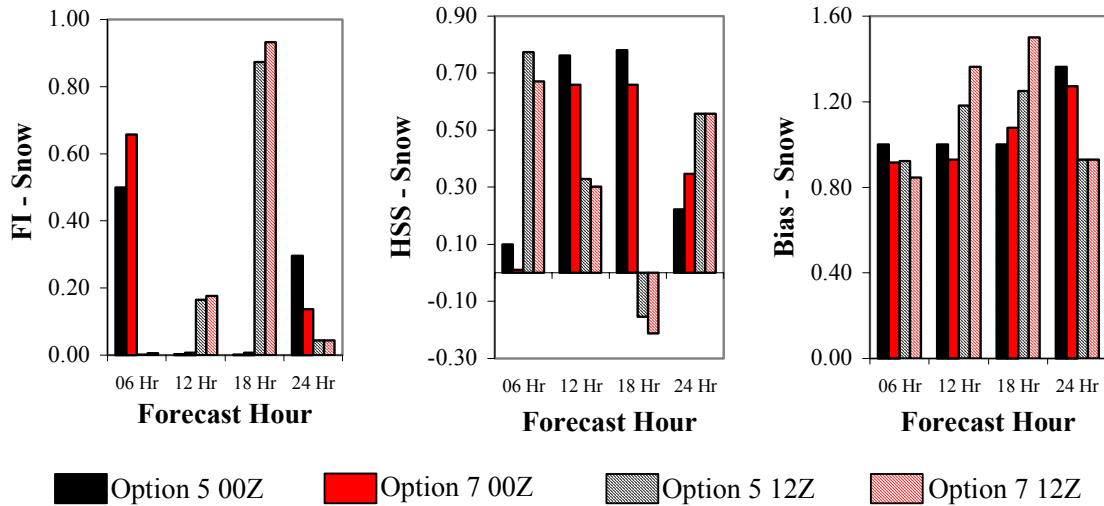 FI - Snow
1.00
0.80
0.60
0.40
0.20
0.00
06 Hr 12 Hr 18 Hr 24 Hr
Forecast Hour
HSS - Snow
0.90
0.70
0.50
0.30
0.10
-0.10
-0.30
06 Hr 12 Hr 18 Hr 24 Hr
Forecast Hour
Bias - Snow
1.60
1.20
0.80
0.40
0.00
06 Hr 12 Hr 18 Hr 24 Hr
Forecast Hour
Option 5 00Z Option 7 00Z Option 5 12Z Option 7 12Z